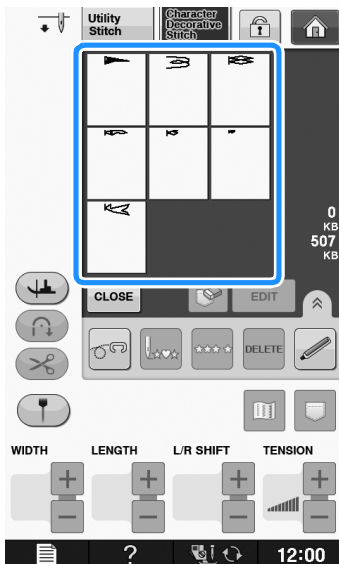 Utility
Stitch
Character
Decorative
Stitch
0
KB
507
KB
CLOSE
EDIT
DELETE
WIDTH
LENGTH
L/R SHIFT
TENSION
+
+
+
+
−
−
−
−
?
12:00